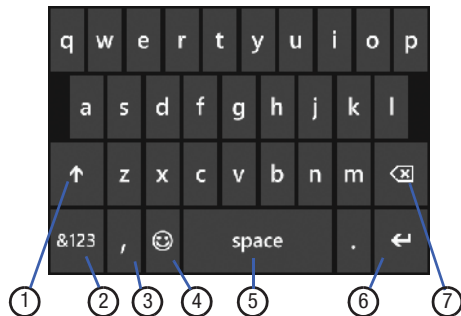 q w e r t y u i o p
a s d f g h j k l
z x c v b n m
&123 , space .
1 2 3 4 5 6 7